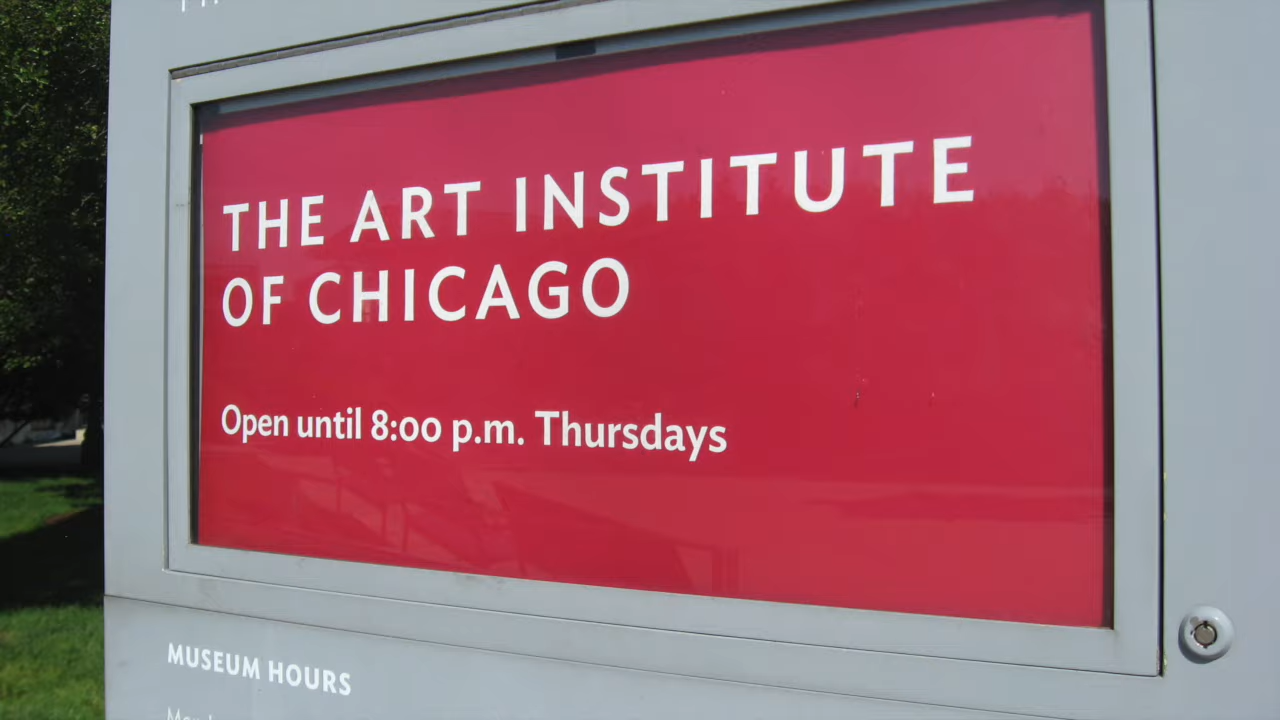 THE ART INSTITUTE
OF CHICAGO
Open until 8:00 p.m. Thursdays
MUSEUM HOURS